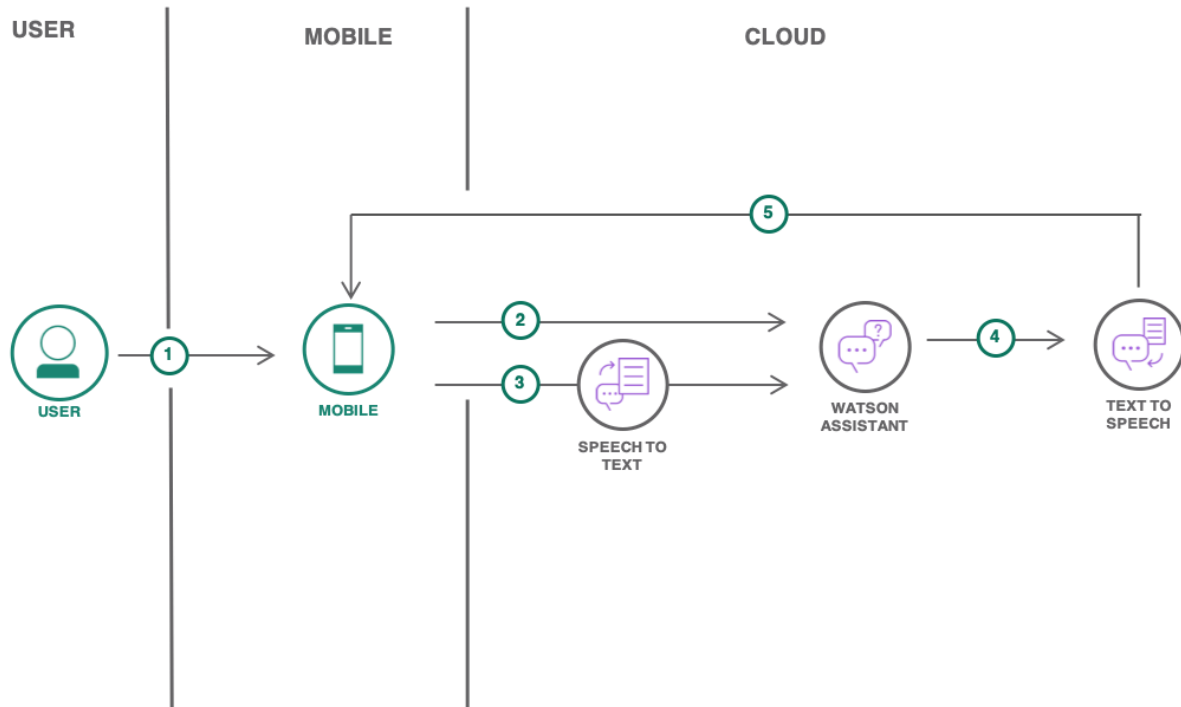 USER
MOBILE
CLOUD
5
1
2
3
4
USER
MOBILE
SPEECH TO
TEXT
WATSON
ASSISTANT
?
TEXT TO
SPEECH